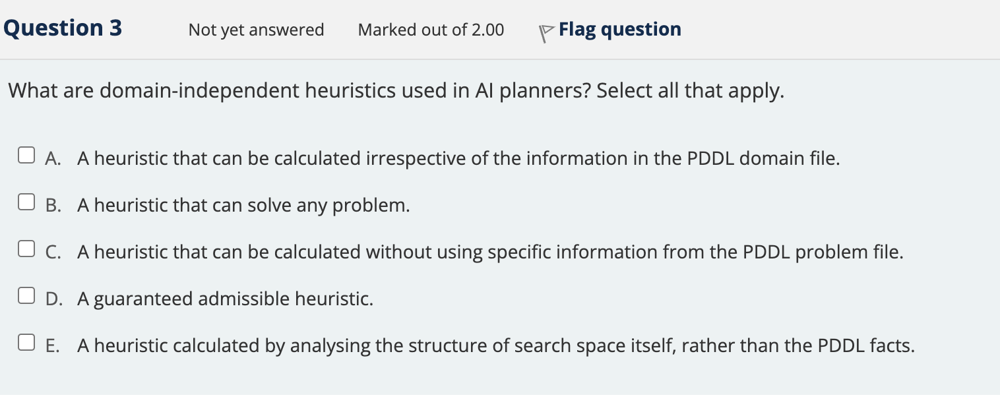 Question 3 Not yet answered Marked out of 2.00 Flag question
What are domain-independent heuristics used in AI planners? Select all that apply.
A. A heuristic that can be calculated irrespective of the information in the PDDL domain file.
B. A heuristic that can solve any problem.
C. A heuristic that can be calculated without using specific information from the PDDL problem file.
D. A guaranteed admissible heuristic.
E. A heuristic calculated by analysing the structure of search space itself, rather than the PDDL facts.